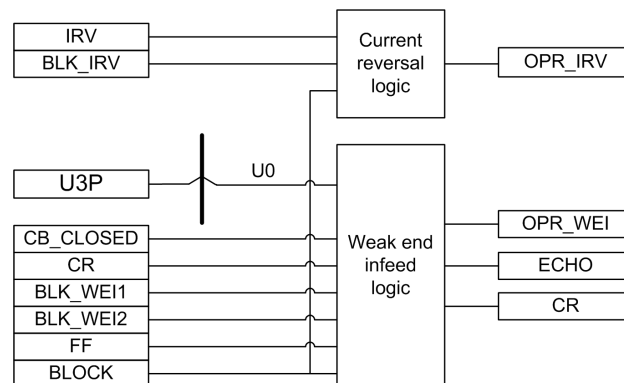 IRV
BLK_IRV
Current
reversal
logic
OPR_IRV
U3P
U0
CB_CLOSED
CR
BLK_WEI1
BLK_WEI2
FF
BLOCK
Weak end
infeed
logic
OPR_WEI
ECHO
CR